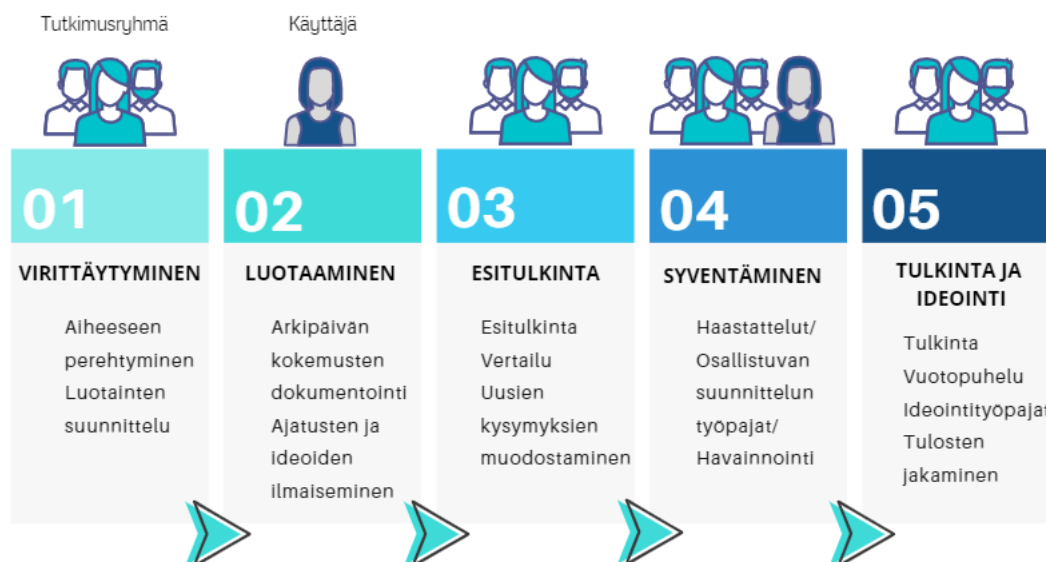 Tutkimusryhmä
Käyttäjä
01
VIRITTÄYTYMINEN
Aiheeseen
perehtyminen
Luotainten
suunnittelu
02
LUOTAAMINEN
Arkipäivän
kokemusten
dokumentointi
Ajatusten ja
ideoiden
ilmaiseminen
03
ESITULKINTA
Esitulkinta
Vertailu
Uusien
kysymyksien
muodostaminen
04
SYVENTÄMINEN
Haastattelut/
Osallistuvan
suunnittelun
työpajat/
Havainnointi
05
TULKINTA JA
IDEOINTI
Tulkinta
Vuotopuhelu
Ideointityöpajat
Tulosten
jakaminen